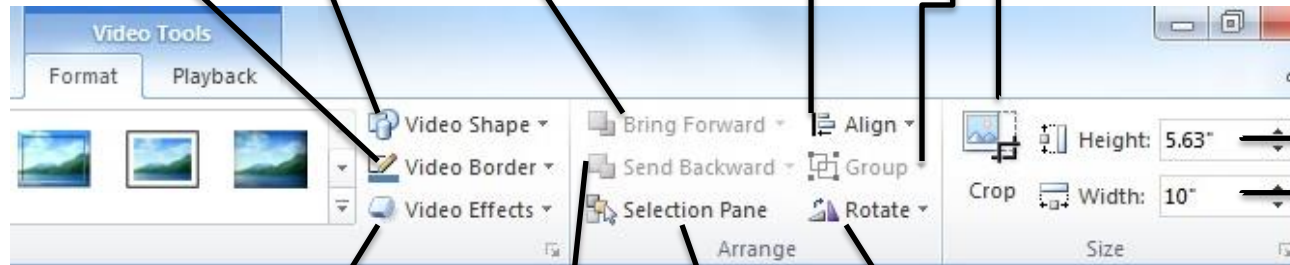 Video Tools
Format Playback
Video Shape Bring Forward Align Height: 5.63"
Video Border Send Backward Group
Crop Width: 10"
Video Effects Selection Pane Rotate
Arrange Size